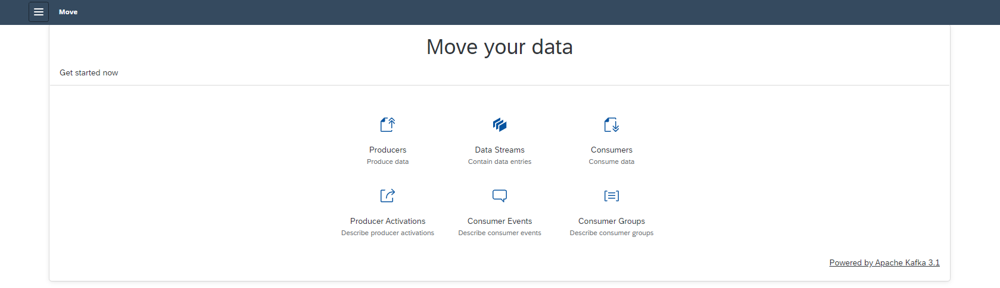 Move
Move your data
Get started now
Producers
Produce data
Data Streams
Contain data entries
Consumers
Consume data
Producer Activations
Describe producer activations
Consumer Events
Describe consumer events
Consumer Groups
Describe consumer groups
Powered by Apache Kafka 3.1